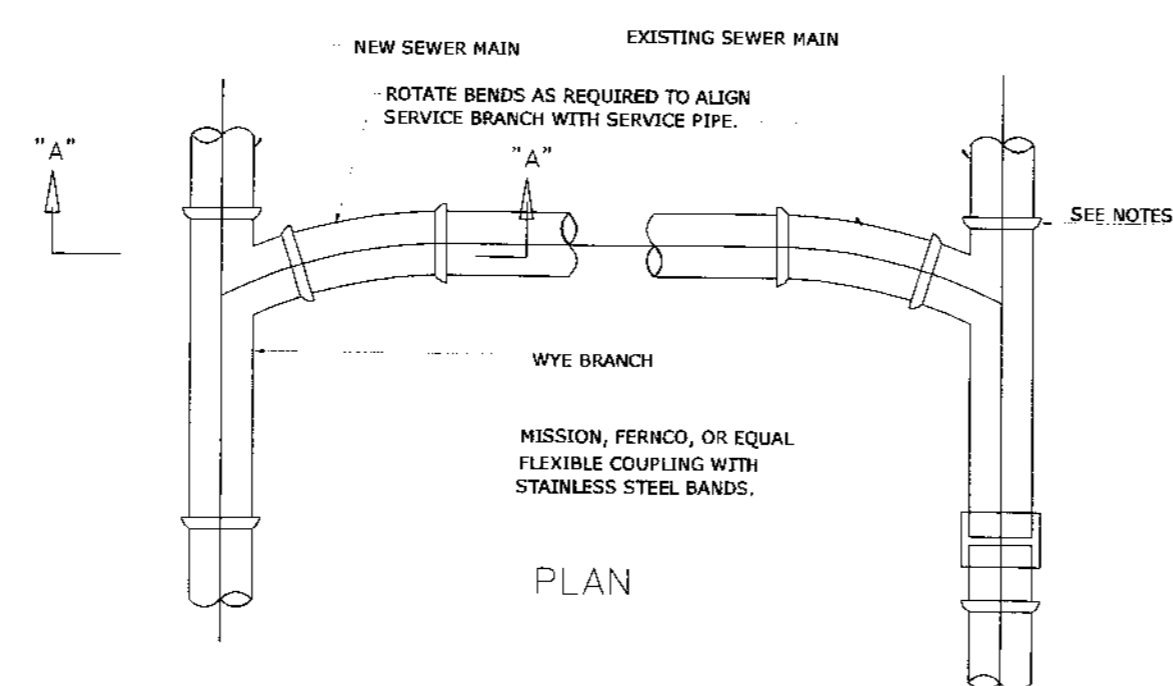 NEW SEWER MAIN
EXISTING SEWER MAIN
ROTATE BENDS AS REQUIRED TO ALIGN
SERVICE BRANCH WITH SERVICE PIPE.
"A"
"A"
SEE NOTES
WYE BRANCH
MISSION, FERNCO, OR EQUAL
FLEXIBLE COUPLING WITH
STAINLESS STEEL BANDS.
PLAN